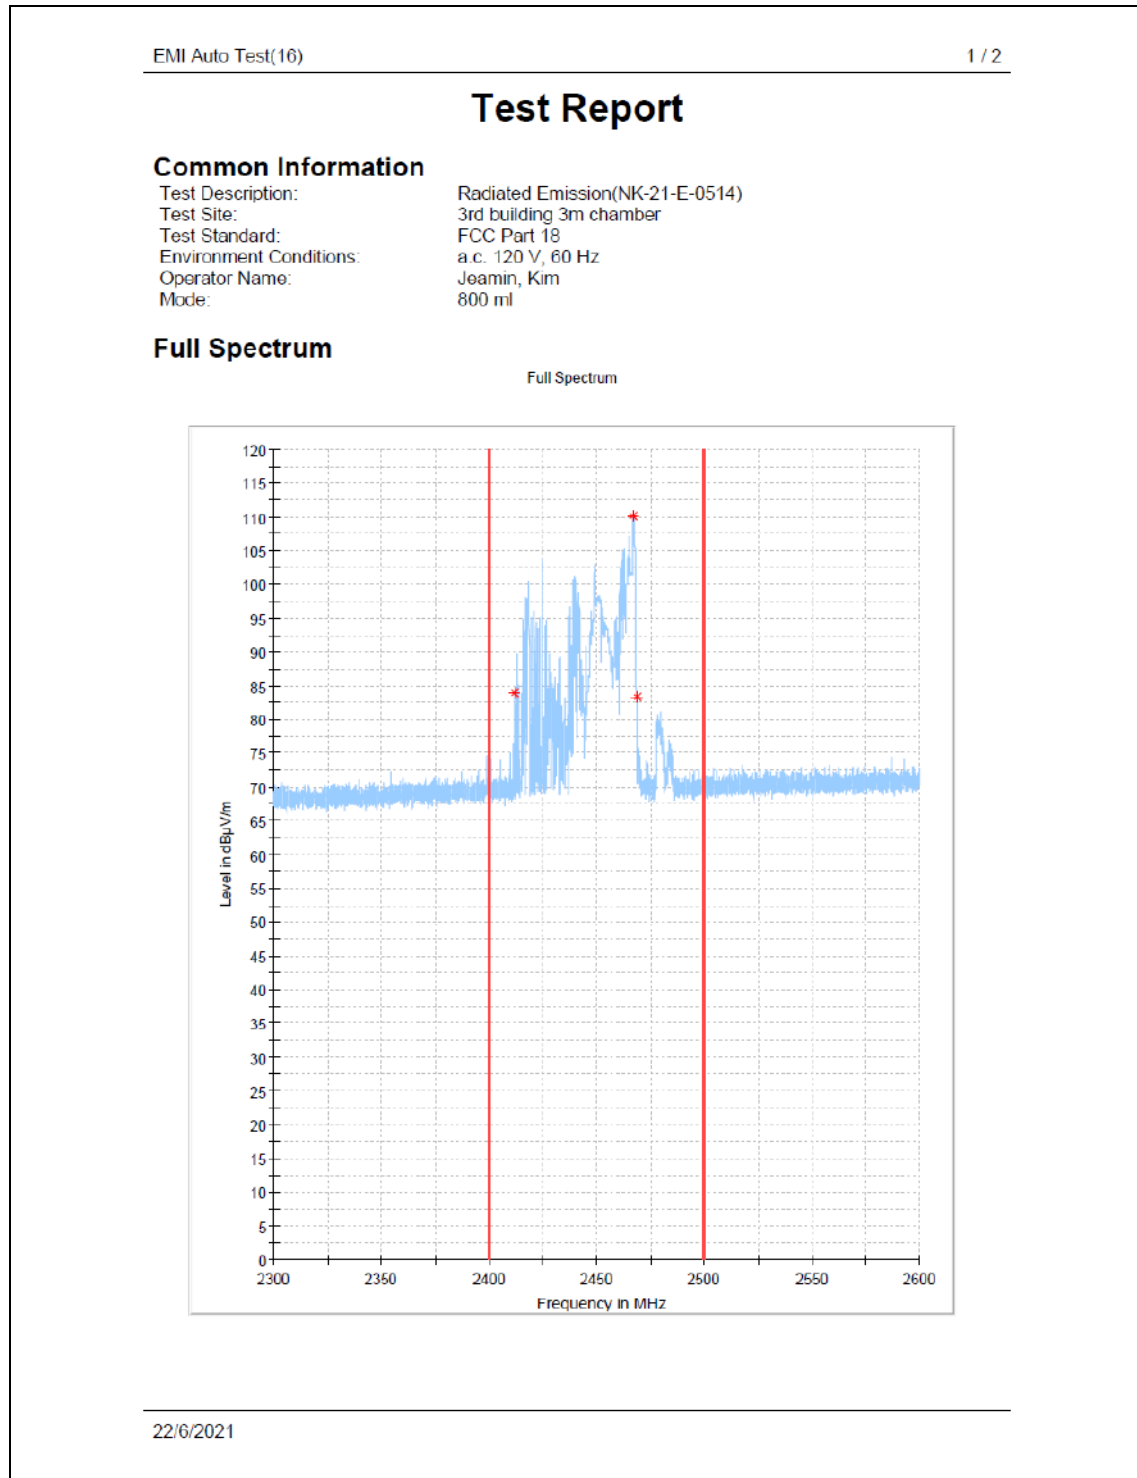 EMI Auto Test(16) 1 / 2
Test Report
Common Information
Test Description: Radiated Emission(NK-21-E-0514)
Test Site: 3rd building 3m chamber
Test Standard: FCC Part 18
Environment Conditions: a.c. 120 V, 60 Hz
Operator Name: Jeamin, Kim
Mode: 800 ml
Full Spectrum
Full Spectrum
120
115
110
105
100
95
90
85
80
75
70
65
60
55
50
45
40
35
30
25
20
15
10
5
0
Level in dBµV/m
2300 2350 2400 2450 2500 2550 2600
Frequency in MHz
22/6/2021